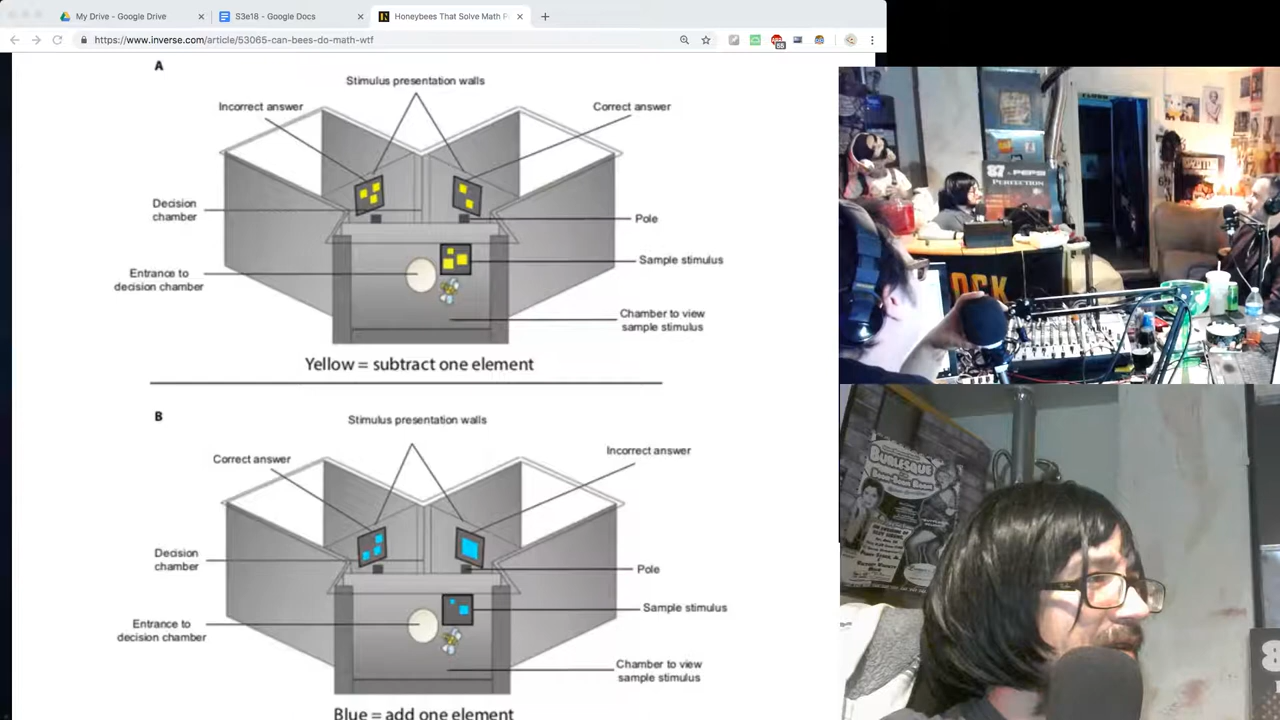 My Drive - Google Drive
S3e18 - Google Docs
Honeybees That Solve Math P
https://www.inverse.com/article/53065-can-bees-do-math-wtf
A
Stimulus presentation walls
Incorrect answer
Correct answer
Decision
chamber
Pole
Entrance to
decision chamber
Sample stimulus
Chamber to view
sample stimulus
Yellow = subtract one element
B
Stimulus presentation walls
Correct answer
Incorrect answer
Decision
chamber
Pole
Entrance to
decision chamber
Sample stimulus
Chamber to view
sample stimulus
Blue = add one element
87
PEPSI
PERFECTION
OCK
BURLESQUE